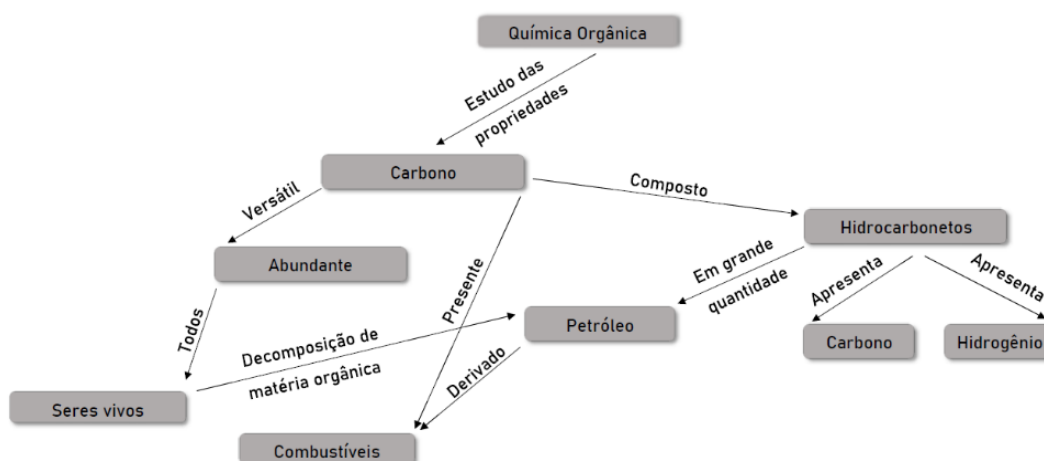 Química Orgânica
Estudo das
propriedades
Carbono
Versátil
Composto
Abundante
Hidrocarbonetos
Presente
Em grande
quantidade
Apresenta
Apresenta
Todos
Decomposição de
matéria orgânica
Petróleo
Derivado
Carbono
Hidrogênio
Seres vivos
Combustíveis